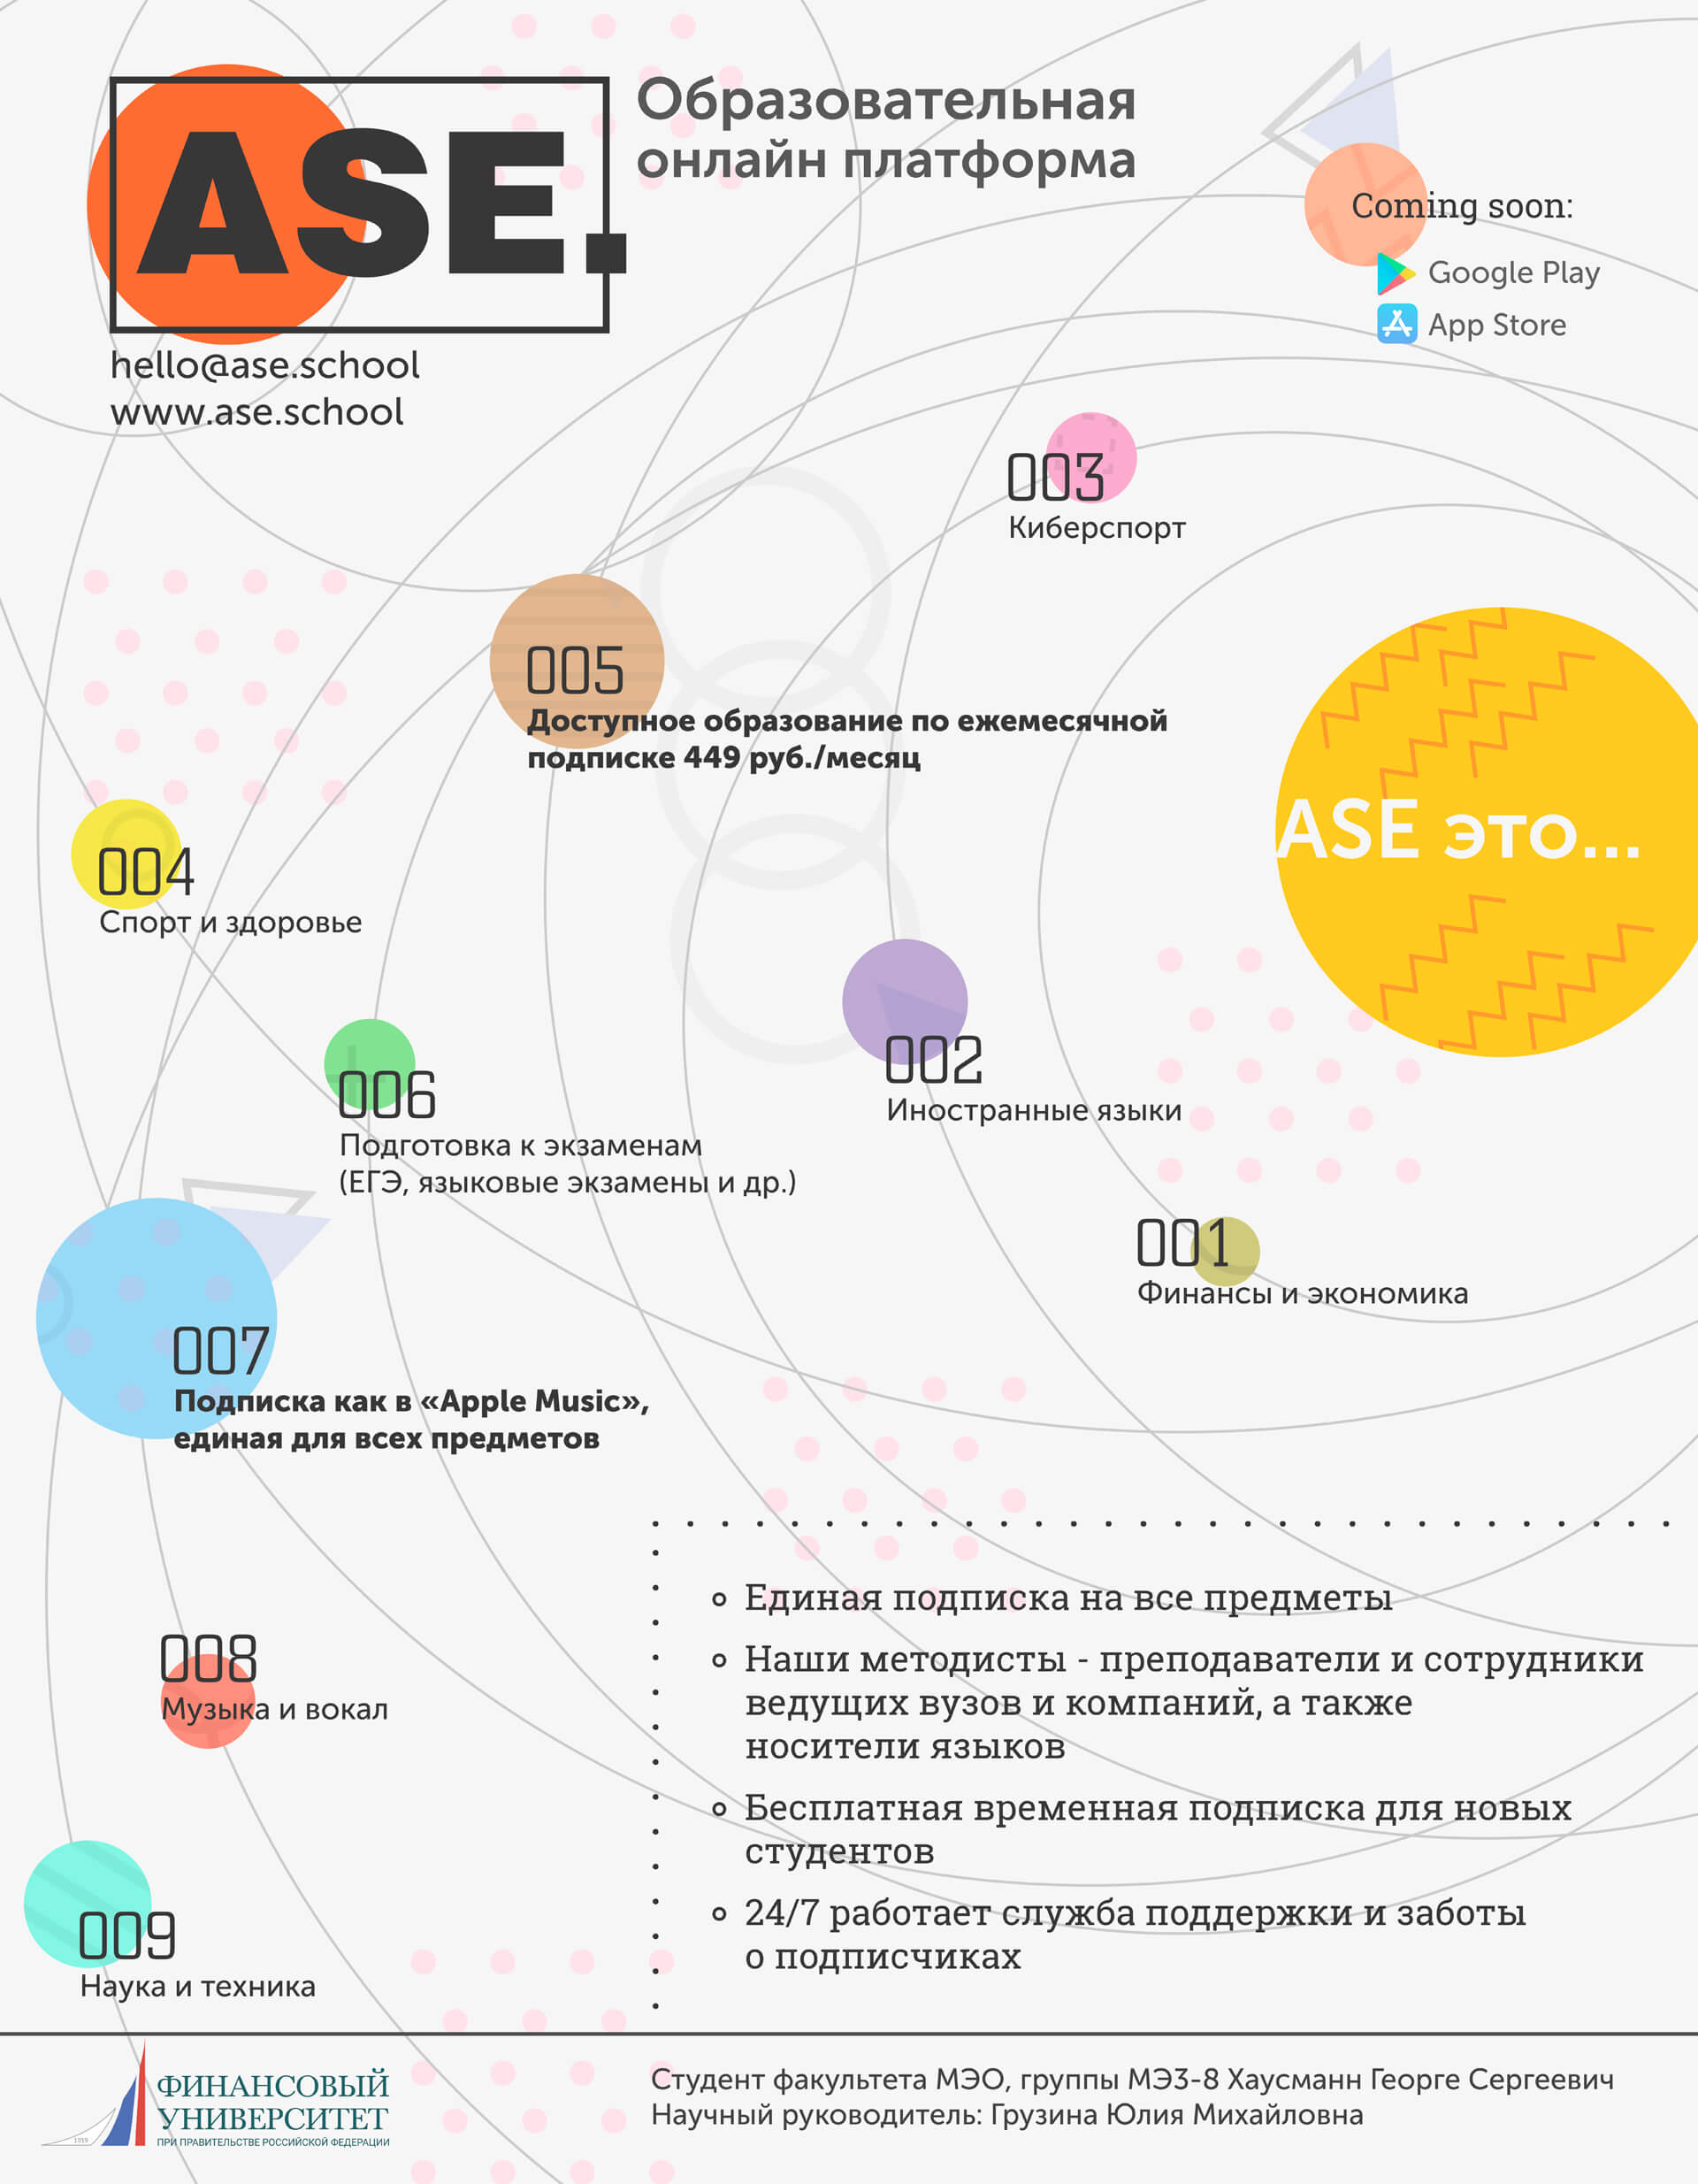 ASE.
Образовательная
онлайн платформа
hello@ase.school
www.ase.school
Coming soon:
Google Play
App Store
003
Киберспорт
005
Доступное образование по ежемесячной
подписке 449 руб./месяц
ASE это...
004
Спорт и здоровье
002
Иностранные языки
006
Подготовка к экзаменам
(ЕГЭ, языковые экзамены и др.)
001
Финансы и экономика
007
Подписка как в «Apple Music»,
единая для всех предметов
Единая подписка на все предметы
Наши методисты - преподаватели и сотрудники
ведущих вузов и компаний, а также
носители языков
Бесплатная временная подписка для новых
студентов
24/7 работает служба поддержки и заботы
о подписчиках
008
Музыка и вокал
009
Наука и техника
1919
ФИНАНСОВЫЙ
УНИВЕРСИТЕТ
ПРИ ПРАВИТЕЛЬСТВЕ РОССИЙСКОЙ ФЕДЕРАЦИИ
Студент факультета МЭО, группы МЭ3-8 Хаусманн Георге Сергеевич
Научный руководитель: Грузина Юлия Михайловна